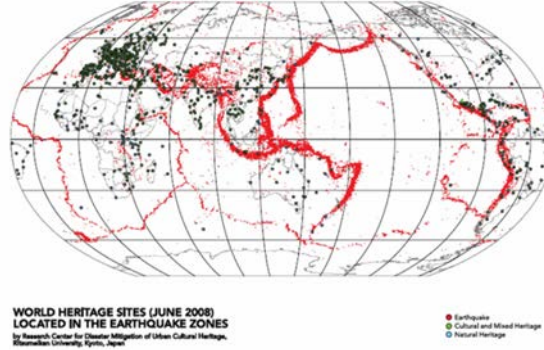 WORLD HERITAGE SITES (JUNE 2008)
LOCATED IN THE EARTHQUAKE ZONES
by Research Center for Disaster Mitigation of Urban Cultural Heritage,
Ritsumeikan University, Kyoto, Japan
Earthquake
Cultural and Mixed Heritage
Natural Heritage